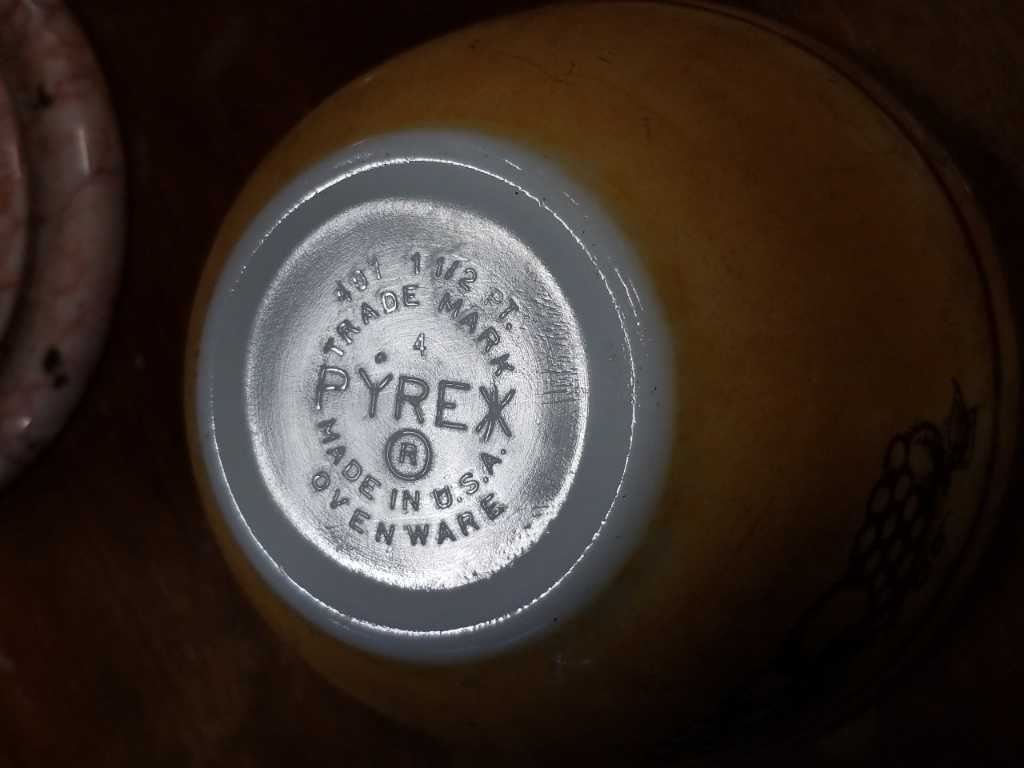 401 1 1/2 PT.
TRADE MARK
4
PYREX
®
MADE IN U.S.A.
OVENWARE